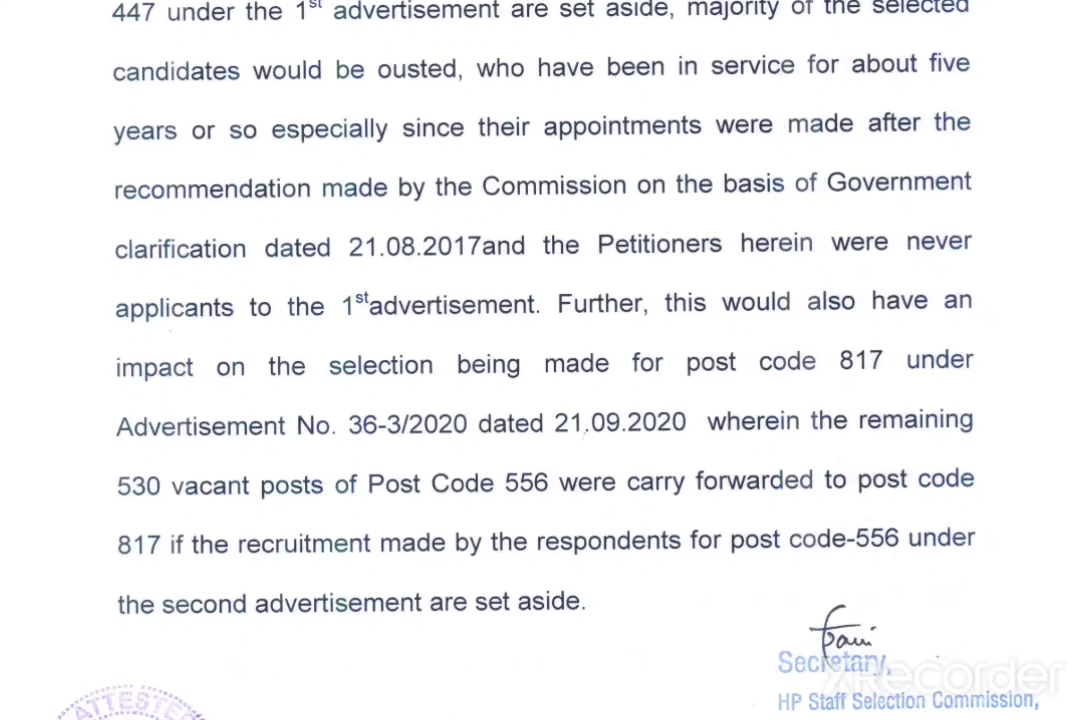 447 under the 1st advertisement are set aside, majority of the selected
candidates would be ousted, who have been in service for about five
years or so especially since their appointments were made after the
recommendation made by the Commission on the basis of Government
clarification dated 21.08.2017and the Petitioners herein were never
applicants to the 1stadvertisement. Further, this would also have an
impact on the selection being made for post code 817 under
Advertisement No. 36-3/2020 dated 21.09.2020 wherein the remaining
530 vacant posts of Post Code 556 were carry forwarded to post code
817 if the recruitment made by the respondents for post code-556 under
the second advertisement are set aside.
Secretary,
XRecorder
HP Staff Selection Commission,
ATTESTE